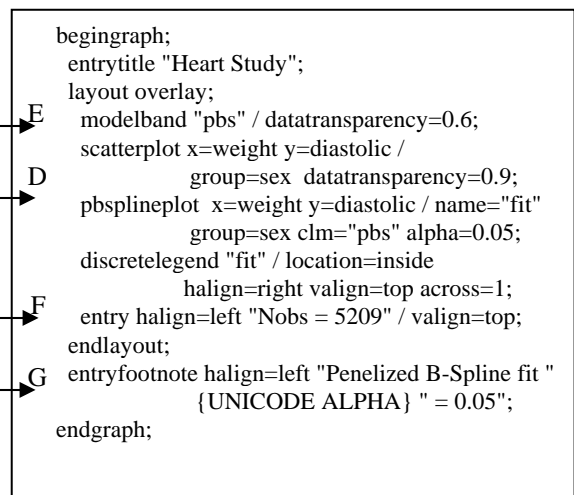 begingraph;
entrytitle "Heart Study";
layout overlay;
E
modelband "pbs" / datatransparency=0.6;
scatterplot x=weight y=diastolic /
D
group=sex datatransparency=0.9;
pbsplineplot x=weight y=diastolic / name="fit"
group=sex clm="pbs" alpha=0.05;
discretelegend "fit" / location=inside
halign=right valign=top across=1;
F
entry halign=left "Nobs = 5209" / valign=top;
endlayout;
G
entryfootnote halign=left "Penelized B-Spline fit "
{UNICODE ALPHA} " = 0.05";
endgraph;